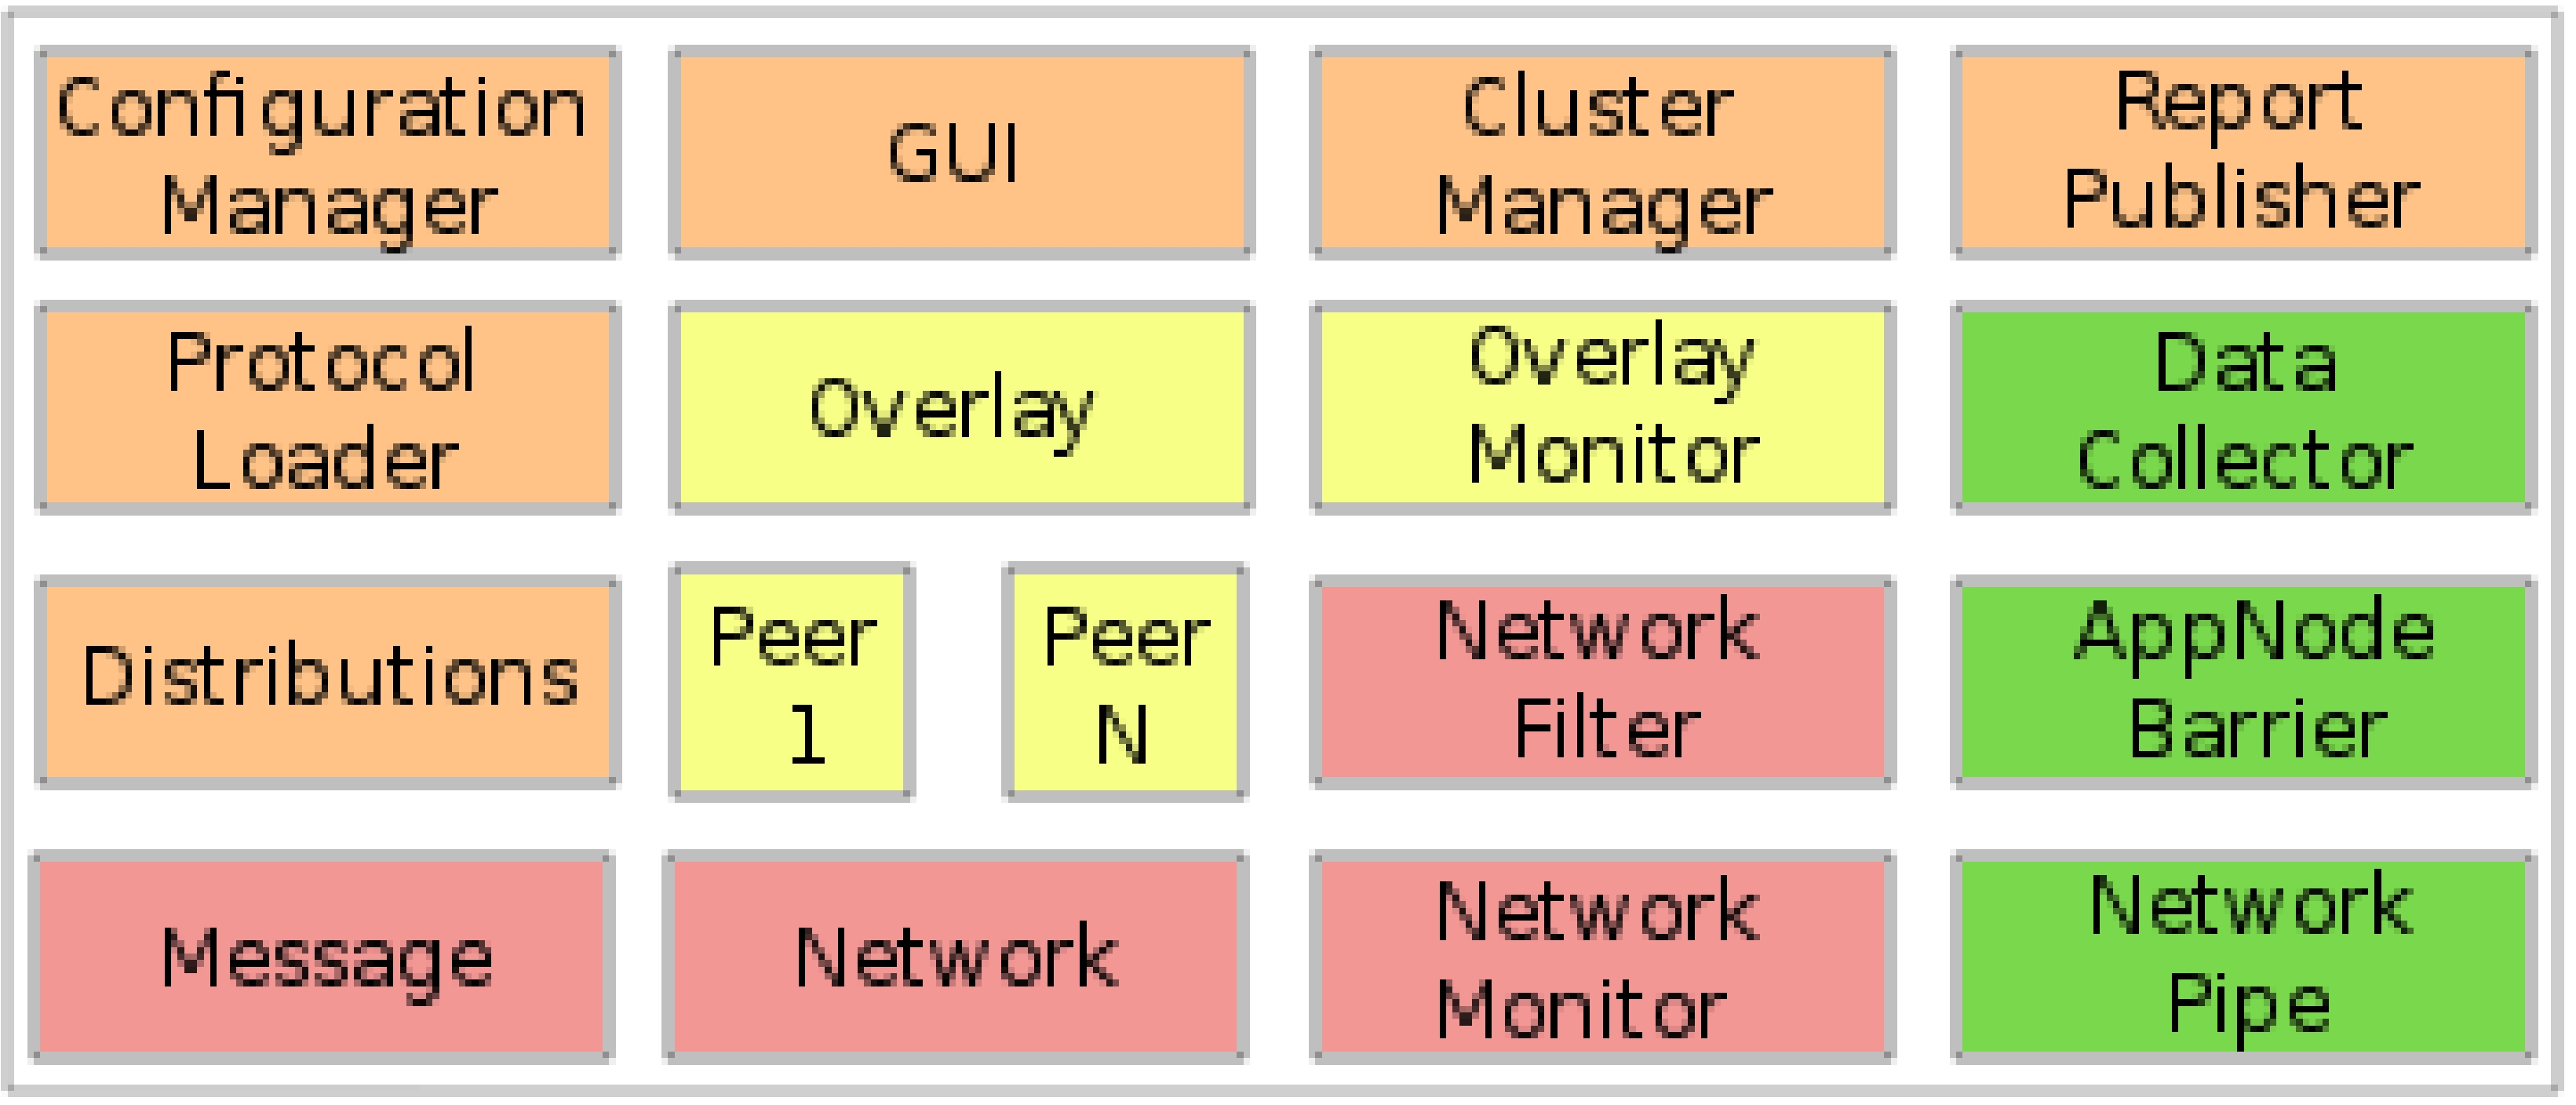 Configuration
Manager
GUI
Cluster
Manager
Report
Publisher
Protocol
Loader
Overlay
Overlay
Monitor
Data
Collector
Distributions
Peer
1
Peer
N
Network
Filter
AppNode
Barrier
Message
Network
Network
Monitor
Network
Pipe